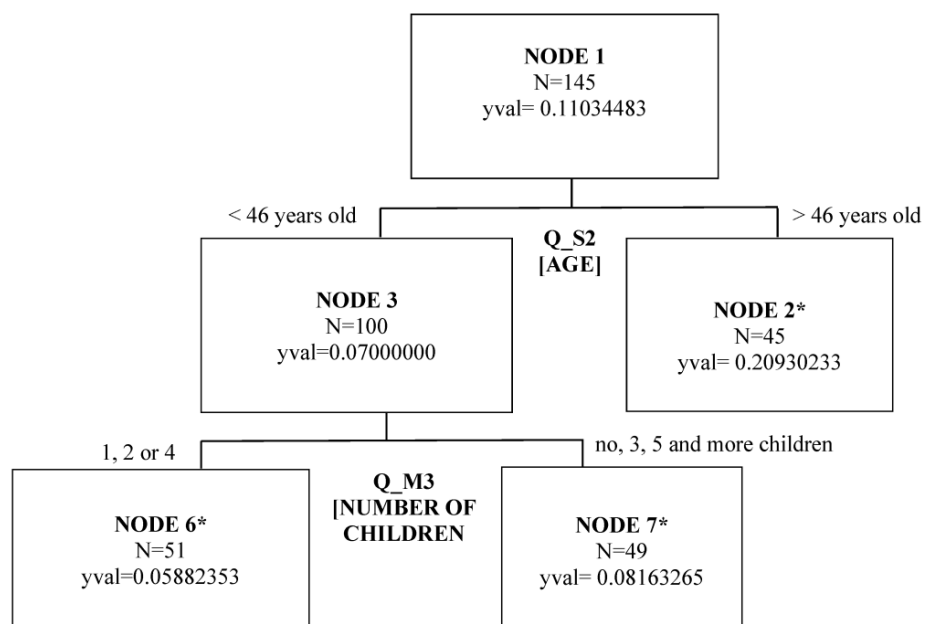 NODE 1
N=145
yval= 0.11034483
< 46 years old
> 46 years old
Q_S2
[AGE]
NODE 3
N=100
yval=0.07000000
NODE 2*
N=45
yval= 0.20930233
1, 2 or 4
no, 3, 5 and more children
Q_M3
[NUMBER OF
CHILDREN
NODE 6*
N=51
yval=0.05882353
NODE 7*
N=49
yval= 0.08163265